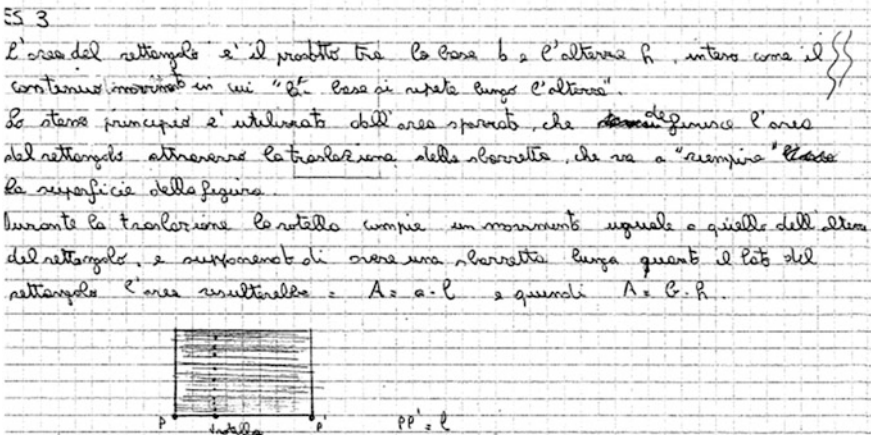 ES 3
L'area del rettangolo e' il prodotto tra la base b e l'altezza h, inteso come il
continuo movimento in cui "la base si ripete lungo l'altezza".
Lo stesso principio e' utilizzato dall'area spazzata, che definisce l'area
del rettangolo attraverso la traslazione della sbarretta, che va a "riempire"
la superficie della figura.
Durante la traslazione la rotella compie un movimento uguale a quello dell'altezza
del rettangolo, e supponendo di avere una sbarretta lunga quanto il lato del
rettangolo l'area risulterebbe = A = a · l e quindi A = b · h.
P rotella P' PP' = l